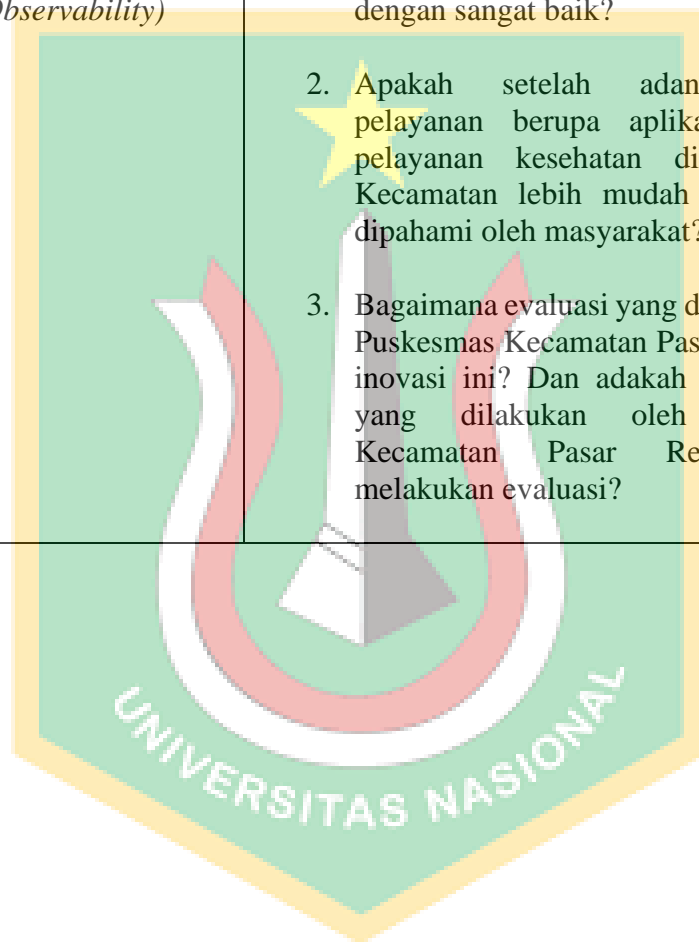 Observability)
dengan sangat baik?
2. Apakah setelah adan
pelayanan berupa aplika
pelayanan kesehatan di
Kecamatan lebih mudah
dipahami oleh masyarakat?
3. Bagaimana evaluasi yang d
Puskesmas Kecamatan Pas
inovasi ini? Dan adakah
yang dilakukan oleh
Kecamatan Pasar Re
melakukan evaluasi?
UNIVERSITAS NASIONAL